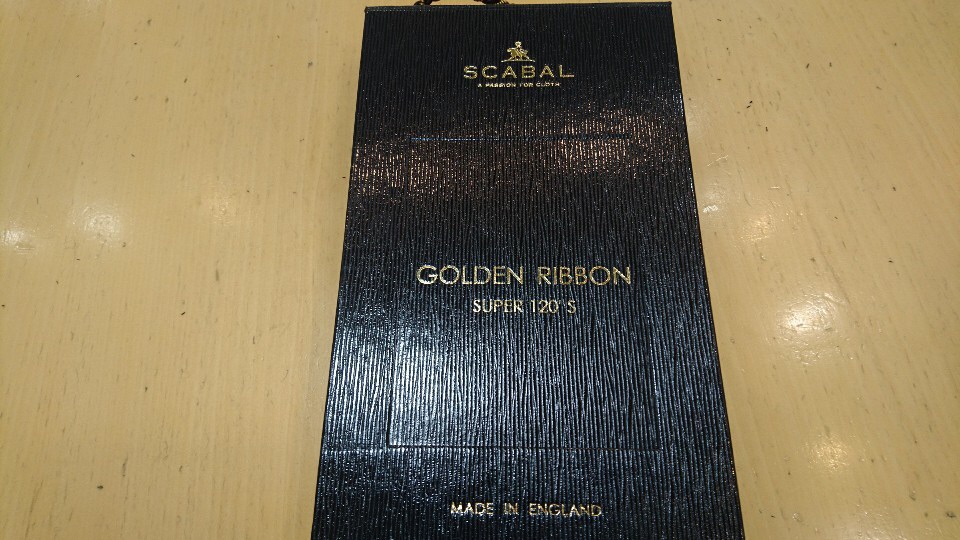 SCABAL
A PASSION FOR CLOTH
GOLDEN RIBBON
SUPER 120'S
MADE IN ENGLAND